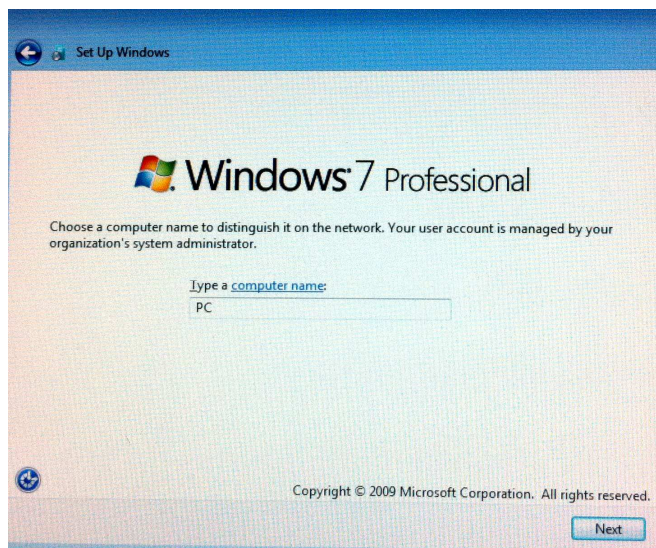 Set Up Windows
Windows 7 Professional
Choose a computer name to distinguish it on the network. Your user account is managed by your
organization's system administrator.
Type a computer name:
PC
Copyright © 2009 Microsoft Corporation. All rights reserved.
Next